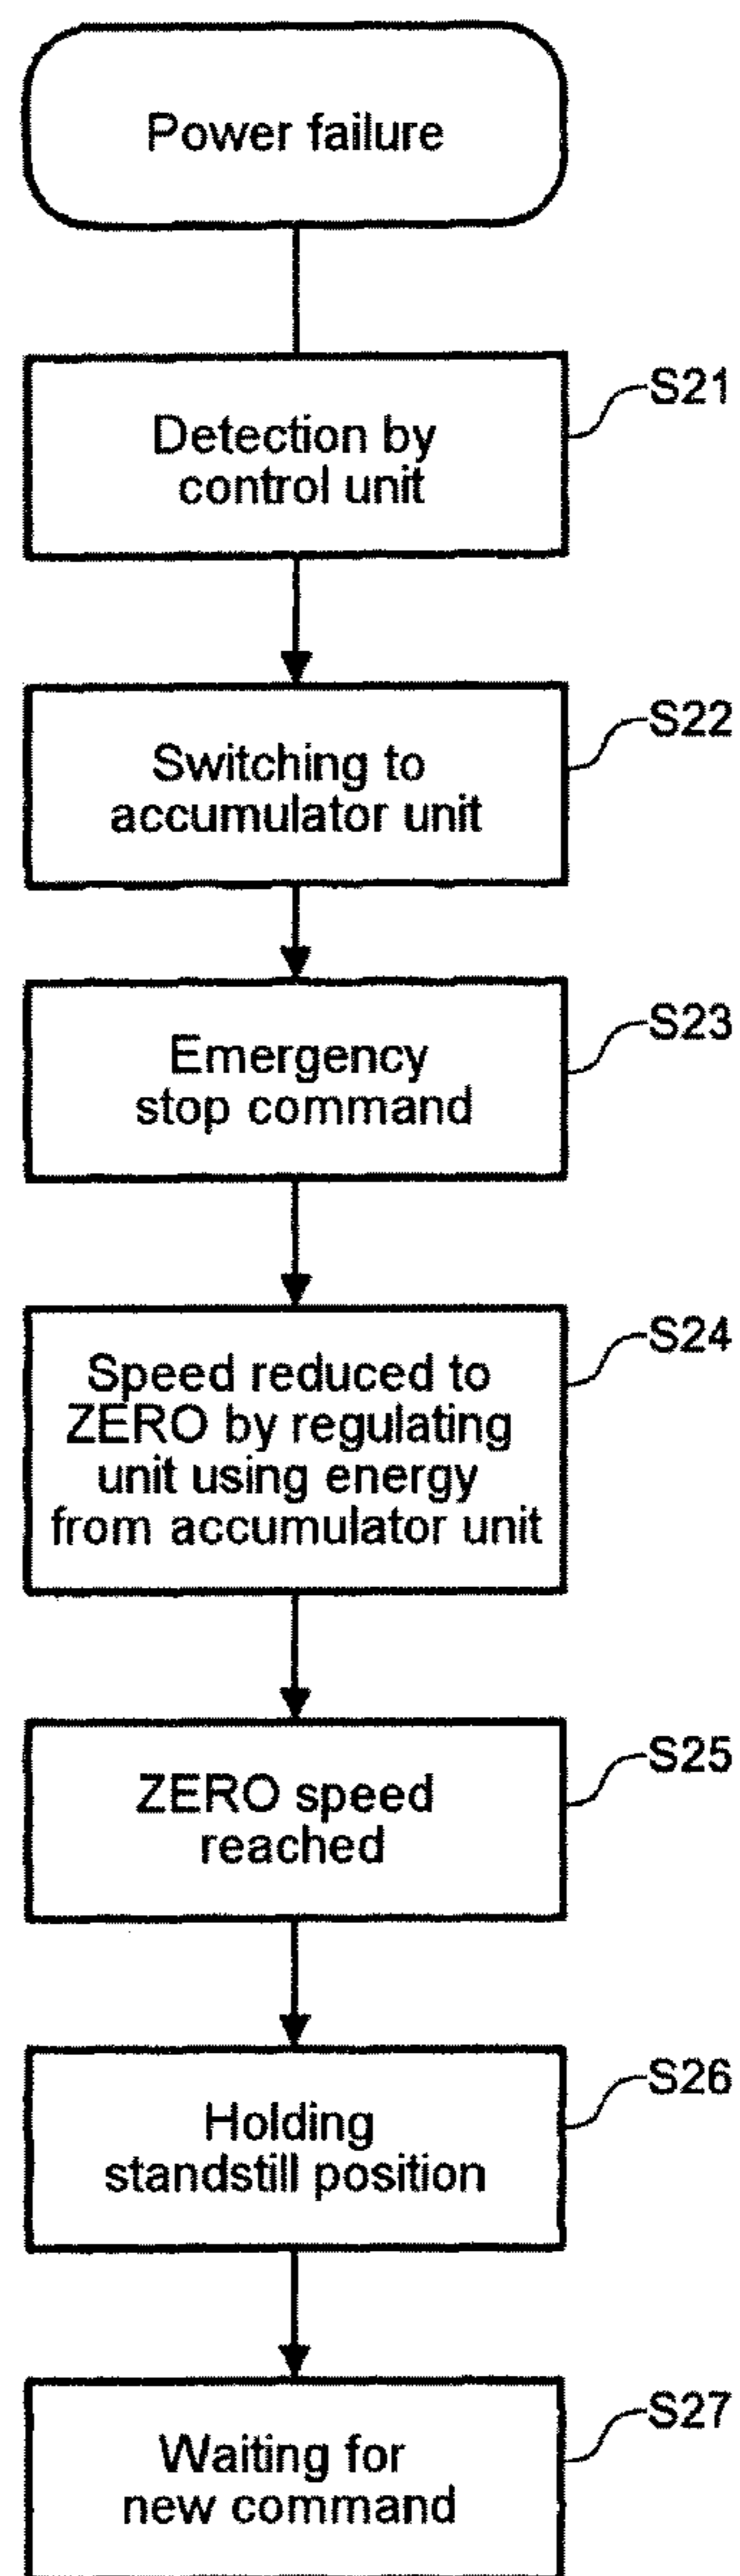 Power failure
S21
Detection by
control unit
S22
Switching to
accumulator unit
S23
Emergency
stop command
S24
Speed reduced to
ZERO by regulating
unit using energy
from accumulator unit
S25
ZERO speed
reached
S26
Holding
standstill position
S27
Waiting for
new command